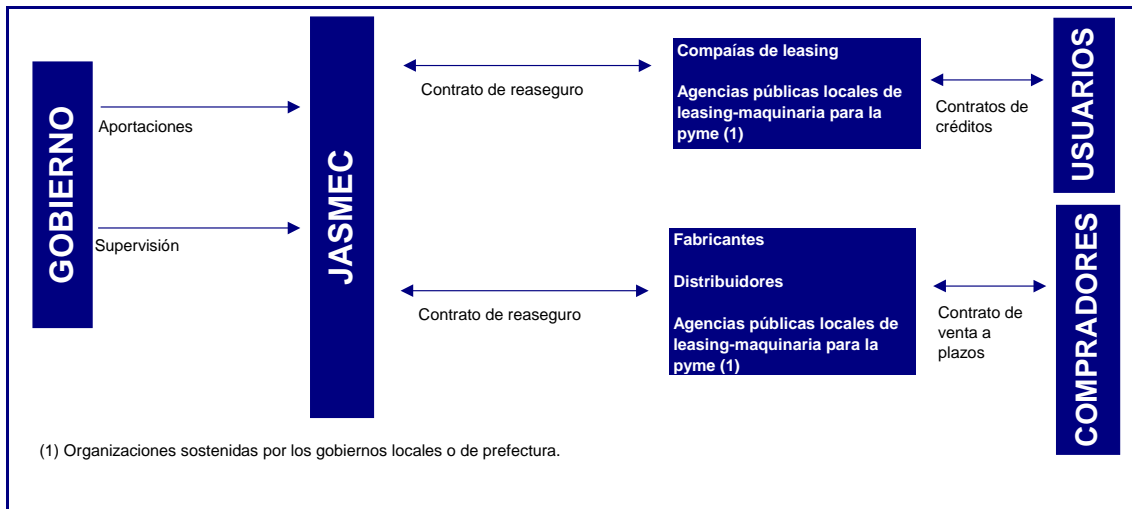 GOBIERNO
Aportaciones
Supervisión
JASMEC
Contrato de reaseguro
Compaías de leasing
Agencias públicas locales de
leasing-maquinaria para la
pyme (1)
Contratos de
créditos
USUARIOS
Contrato de reaseguro
Fabricantes
Distribuidores
Agencias públicas locales de
leasing-maquinaria para la
pyme (1)
Contrato de
venta a
plazos
COMPRADORES
(1) Organizaciones sostenidas por los gobiernos locales o de prefectura.